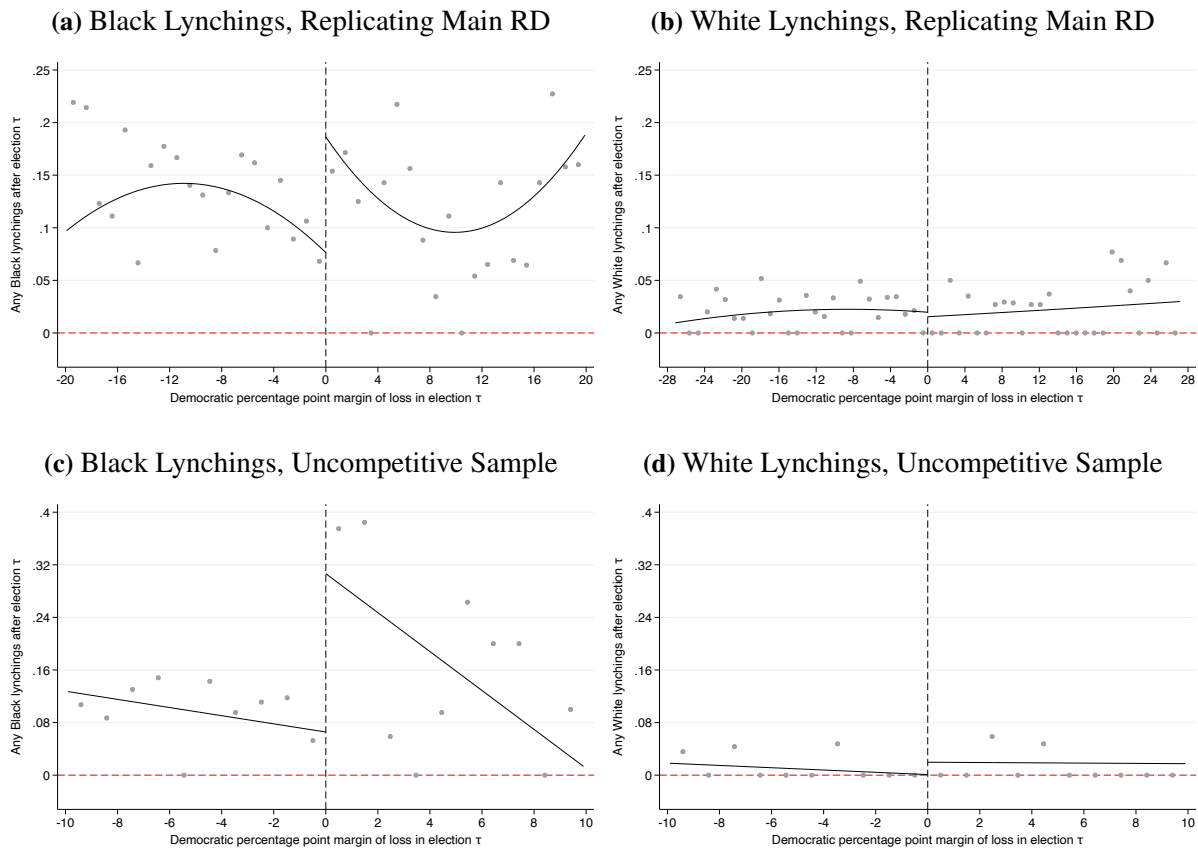 (a) Black Lynchings, Replicating Main RD
Any Black lynchings after election τ
.25
.2
.15
.1
.05
0
-20 -16 -12 -8 -4 0 4 8 12 16 20
Democratic percentage point margin of loss in election τ
(b) White Lynchings, Replicating Main RD
Any White lynchings after election τ
.25
.2
.15
.1
.05
0
-28 -24 -20 -16 -12 -8 -4 0 4 8 12 16 20 24 28
Democratic percentage point margin of loss in election τ
(c) Black Lynchings, Uncompetitive Sample
Any Black lynchings after election τ
.4
.32
.24
.16
.08
0
-10 -8 -6 -4 -2 0 2 4 6 8 10
Democratic percentage point margin of loss in election τ
(d) White Lynchings, Uncompetitive Sample
Any White lynchings after election τ
.4
.32
.24
.16
.08
0
-10 -8 -6 -4 -2 0 2 4 6 8 10
Democratic percentage point margin of loss in election τ